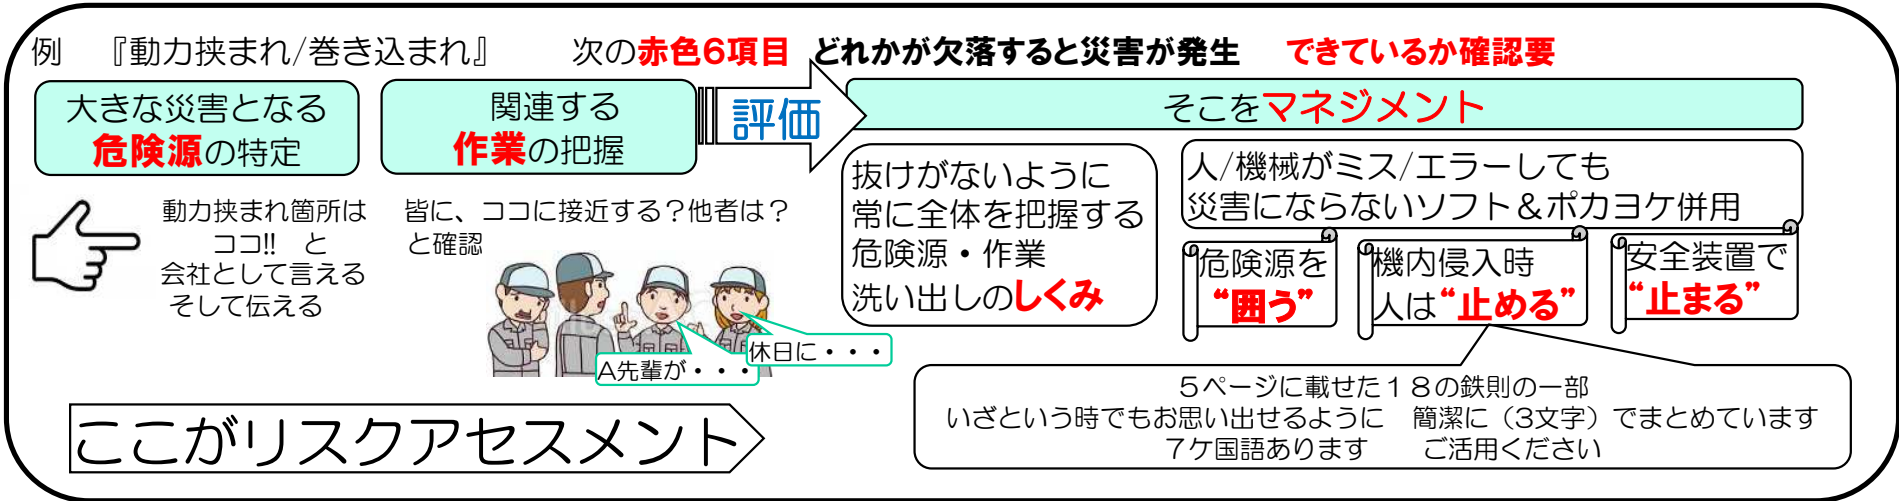 例　『動力挟まれ/巻き込まれ』　次の赤色6項目　どれかが欠落すると災害が発生　できているか確認要
大きな災害となる
危険源の特定
関連する
作業の把握
評価
そこをマネジメント
動力挟まれ箇所は
ココ!!　と
会社として言える
そして伝える
皆に、ココに接近する？他者は？
と確認
A先輩が・・・
休日に・・・
抜けがないように
常に全体を把握する
危険源・作業
洗い出しのしくみ
人/機械がミス/エラーしても
災害にならないソフト＆ポカヨケ併用
危険源を
“囲う”
機内侵入時
人は“止める”
安全装置で
“止まる”
５ページに載せた１８の鉄則の一部
いざという時でもお思い出せるように　簡潔に（3文字）でまとめています
７ケ国語あります　ご活用ください
ここがリスクアセスメント